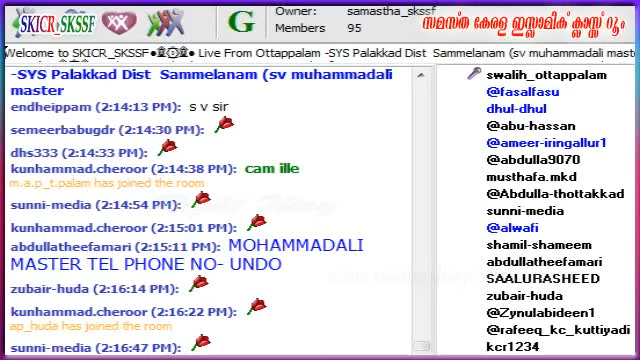 SKICR_SKSSF
G
Owner: samastha_skssf
Members 95
സമസ്ത കേരള ഇസ്ലാമിക് ക്ലാസ്സ് റൂം
Welcome to SKICR_SKSSF●۩۞۩● Live From Ottappalam -SYS Palakkad Dist Sammelanam (sv muhammadali master
-SYS Palakkad Dist Sammelanam (sv muhammadali
master
endheippam (2:14:13 PM): s v sir
semeerbabugdr (2:14:30 PM):
dhs333 (2:14:33 PM):
kunhammad.cheroor (2:14:38 PM): cam ille
m.a.p_t.palam has joined the room
sunni-media (2:14:54 PM):
kunhammad.cheroor (2:15:01 PM):
abdullatheefamari (2:15:11 PM): MOHAMMADALI
MASTER TEL PHONE NO- UNDO
zubair-huda (2:16:14 PM):
kunhammad.cheroor (2:16:22 PM):
ap_huda has joined the room
sunni-media (2:16:47 PM):
swalih_ottappalam
@fasalfasu
dhul-dhul
@abu-hassan
@ameer-iringallur1
@abdulla9070
musthafa.mkd
@Abdulla-thottakkad
sunni-media
@alwafi
shamil-shameem
abdullatheefamari
SAALURASHEED
zubair-huda
@Zynulabideen1
@rafeeq_kc_kuttiyadi
kcr1234